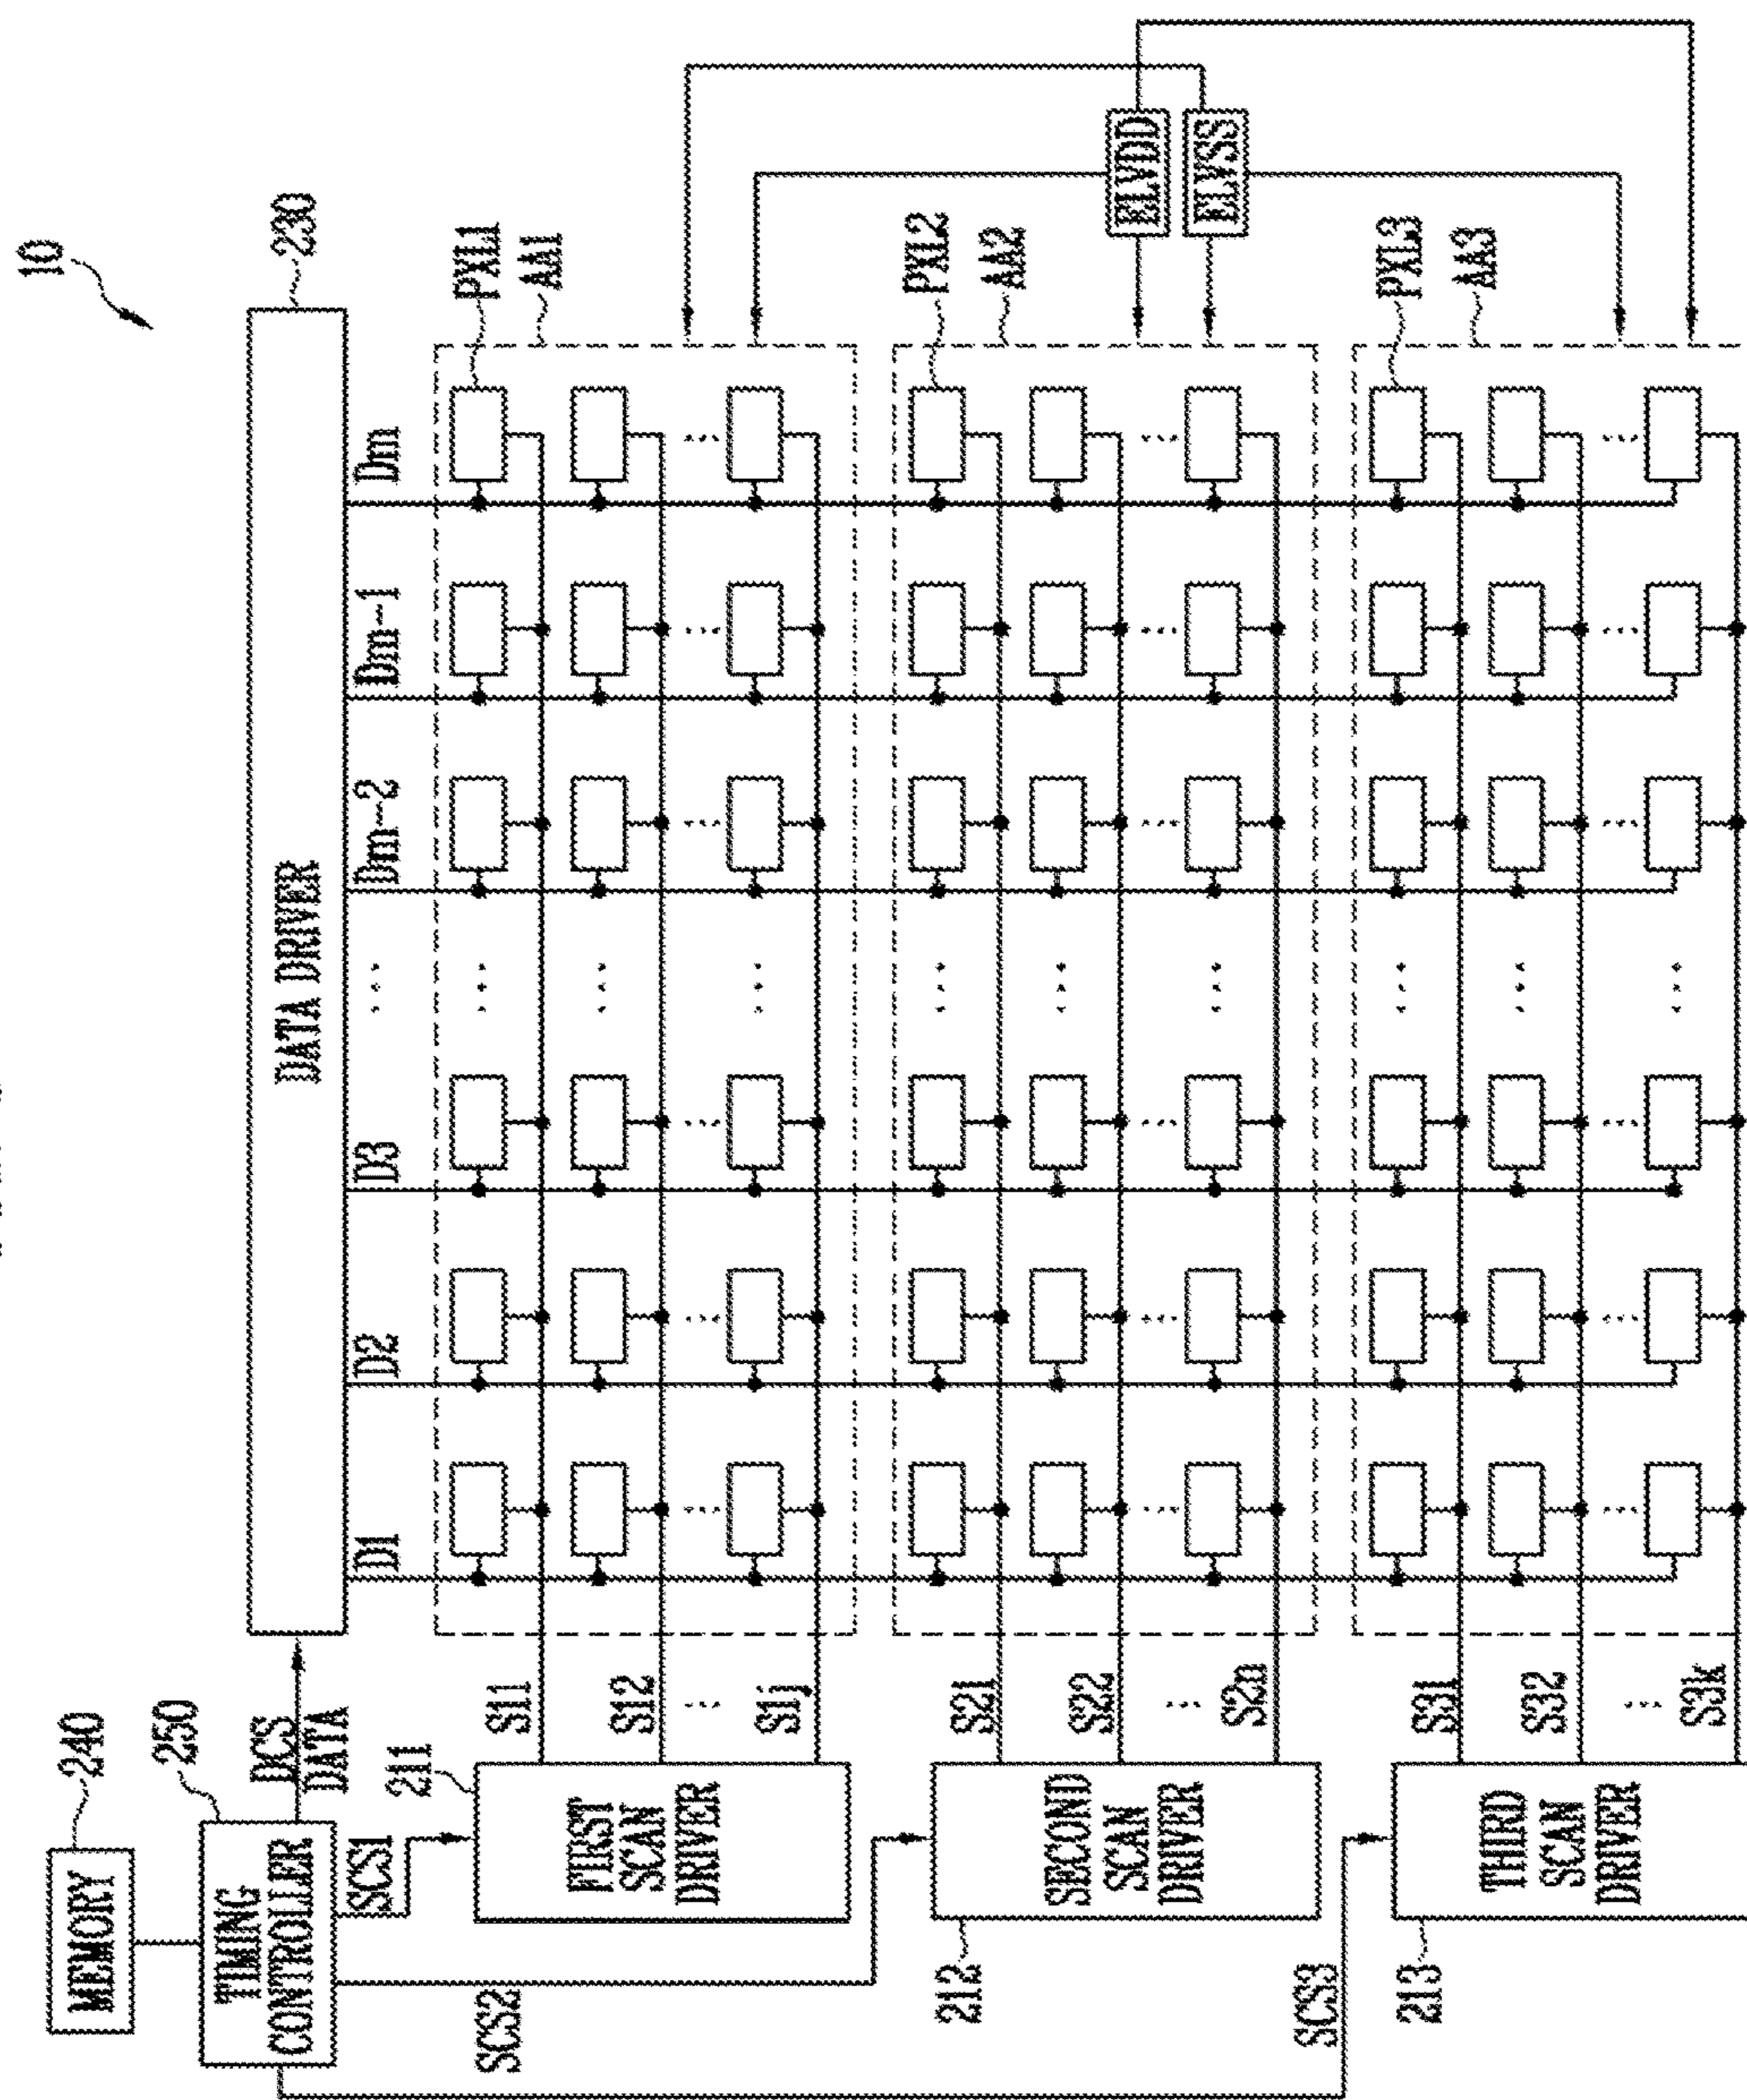 10
230
DATA DRIVER
240
MEMORY
250
TIMING
CONTROLLER
DCS
DATA
D1
D2
D3
...
Dm-2
Dm-1
Dm
PXL1
AA1
SCS1
211
FIRST
SCAN
DRIVER
S11
S12
...
S1j
SCS2
212
SECOND
SCAN
DRIVER
S21
S22
...
S2n
PXL2
AA2
ELVDD
ELVSS
SCS3
213
THIRD
SCAN
DRIVER
S31
S32
...
S3k
PXL3
AA3